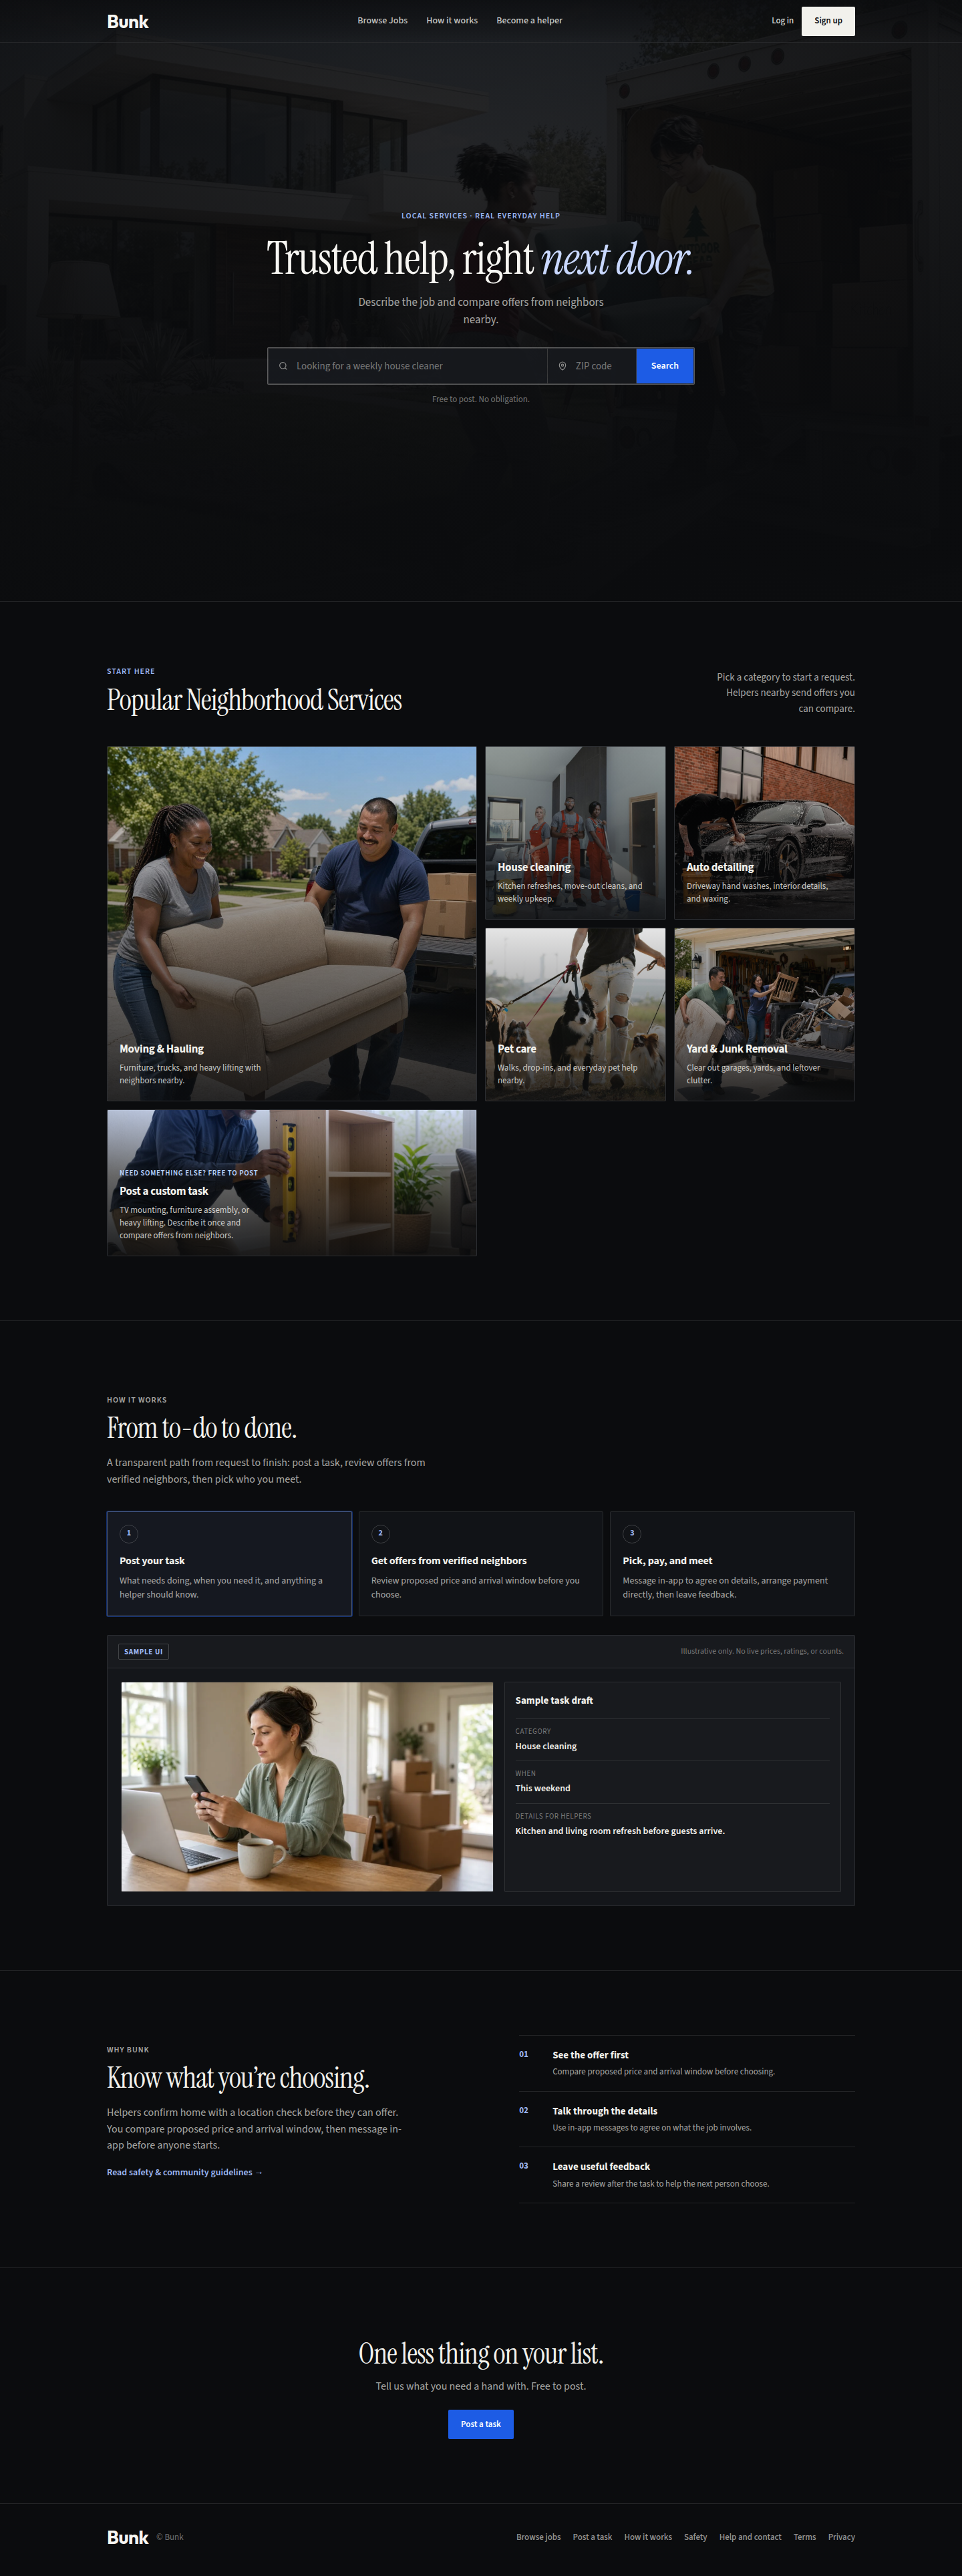 Bunk
Browse Jobs
How it works
Become a helper
Log in
Sign up
LOCAL SERVICES · REAL EVERYDAY HELP
Trusted help, right next door.
Describe the job and compare offers from neighbors
nearby.
Looking for a weekly house cleaner
ZIP code
Search
Free to post. No obligation.
START HERE
Popular Neighborhood Services
Pick a category to start a request.
Helpers nearby send offers you
can compare.
Moving & Hauling
Furniture, trucks, and heavy lifting with
neighbors nearby.
House cleaning
Kitchen refreshes, move-out cleans, and
weekly upkeep.
Auto detailing
Driveway hand washes, interior details,
and waxing.
Pet care
Walks, drop-ins, and everyday pet help
nearby.
Yard & Junk Removal
Clear out garages, yards, and leftover
clutter.
NEED SOMETHING ELSE? FREE TO POST
Post a custom task
TV mounting, furniture assembly, or
heavy lifting. Describe it once and
compare offers from neighbors.
HOW IT WORKS
From to-do to done.
A transparent path from request to finish: post a task, review offers from
verified neighbors, then pick who you meet.
1
Post your task
What needs doing, when you need it, and anything a
helper should know.
2
Get offers from verified neighbors
Review proposed price and arrival window before you
choose.
3
Pick, pay, and meet
Message in-app to agree on details, arrange payment
directly, then leave feedback.
SAMPLE UI
Illustrative only. No live prices, ratings, or counts.
Sample task draft
CATEGORY
House cleaning
WHEN
This weekend
DETAILS FOR HELPERS
Kitchen and living room refresh before guests arrive.
WHY BUNK
Know what you're choosing.
Helpers confirm home with a location check before they can offer.
You compare proposed price and arrival window, then message in-
app before anyone starts.
Read safety & community guidelines →
01
See the offer first
Compare proposed price and arrival window before choosing.
02
Talk through the details
Use in-app messages to agree on what the job involves.
03
Leave useful feedback
Share a review after the task to help the next person choose.
One less thing on your list.
Tell us what you need a hand with. Free to post.
Post a task
Bunk
© Bunk
Browse jobs
Post a task
How it works
Safety
Help and contact
Terms
Privacy